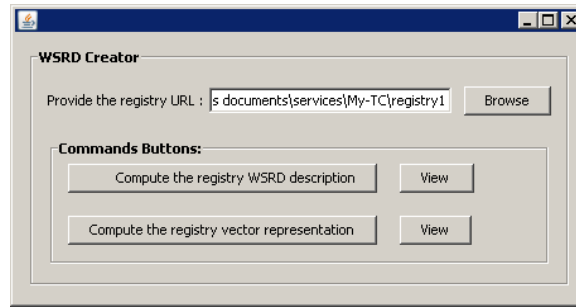 WSRD Creator
Provide the registry URL : s documents\services\My-TC\registry1 Browse
Commands Buttons:
Compute the registry WSRD description View
Compute the registry vector representation View